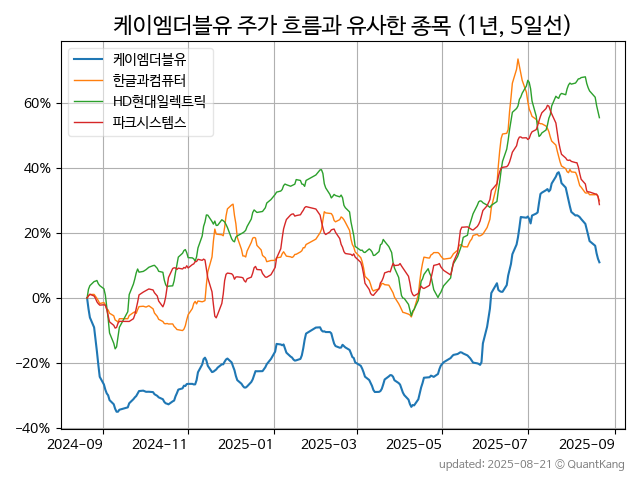 케이엠더블유 주가 흐름과 유사한 종목 (1년, 5일선)
케이엠더블유
한글과컴퓨터
HD현대일렉트릭
파크시스템스
60%
40%
20%
0%
−20%
−40%
2024-09 2024-11 2025-01 2025-03 2025-05 2025-07 2025-09
updated: 2025-08-21 © QuantKang